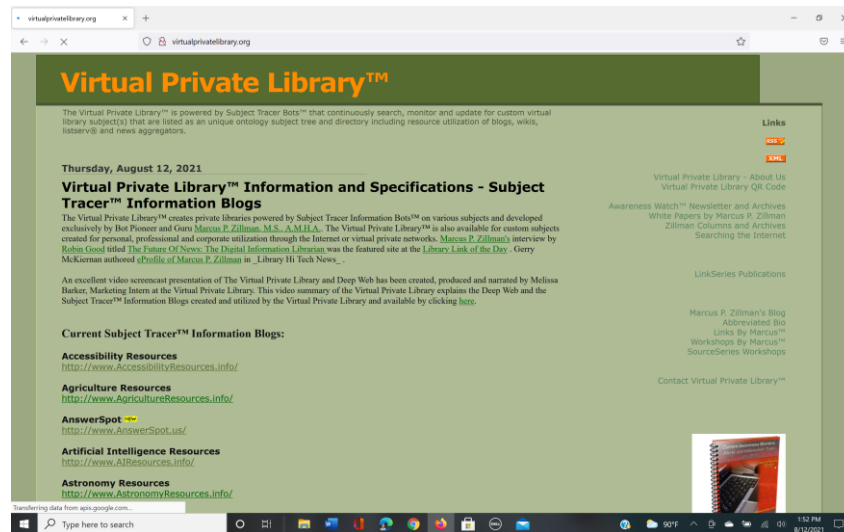 virtualprivatelibrary.org
virtualprivatelibrary.org
Virtual Private Library™
The Virtual Private Library™ is powered by Subject Tracer Bots™ that continuously search, monitor and update for custom virtual
library subject(s) that are listed as an unique ontology subject tree and directory including resource utilization of blogs, wikis,
listserv® and news aggregators.
Links
RSS
XML
Thursday, August 12, 2021
Virtual Private Library™ Information and Specifications - Subject
Tracer™ Information Blogs
The Virtual Private Library™ creates private libraries powered by Subject Tracer Information Bots™ on various subjects and developed
exclusively by Bot Pioneer and Guru Marcus P. Zillman, M.S., A.M.H.A.. The Virtual Private Library™ is also available for custom subjects
created for personal, professional and corporate utilization through the Internet or virtual private networks. Marcus P. Zillman's interview by
Robin Good titled The Future Of News: The Digital Information Librarian was the featured site at the Library Link of the Day . Gerry
McKiernan authored eProfile of Marcus P. Zillman in _Library Hi Tech News_ .
An excellent video screencast presentation of The Virtual Private Library and Deep Web has been created, produced and narrated by Melissa
Barker, Marketing Intern at the Virtual Private Library. This video summary of the Virtual Private Library explains the Deep Web and the
Subject Tracer™ Information Blogs created and utilized by the Virtual Private Library and available by clicking here.
Current Subject Tracer™ Information Blogs:
Accessibility Resources
http://www.AccessibilityResources.info/
Agriculture Resources
http://www.AgricultureResources.info/
AnswerSpot NEW
http://www.AnswerSpot.us/
Artificial Intelligence Resources
http://www.AIResources.info/
Astronomy Resources
http://www.AstronomyResources.info/
Virtual Private Library - About Us
Virtual Private Library QR Code
Awareness Watch™ Newsletter and Archives
White Papers by Marcus P. Zillman
Zillman Columns and Archives
Searching the Internet
LinkSeries Publications
Marcus P. Zillman's Blog
Abbreviated Bio
Links By Marcus™
Workshops By Marcus™
SourceSeries Workshops
Contact Virtual Private Library™
Transferring data from apis.google.com...
Type here to search
DELL
90°F
1:52 PM
8/12/2021